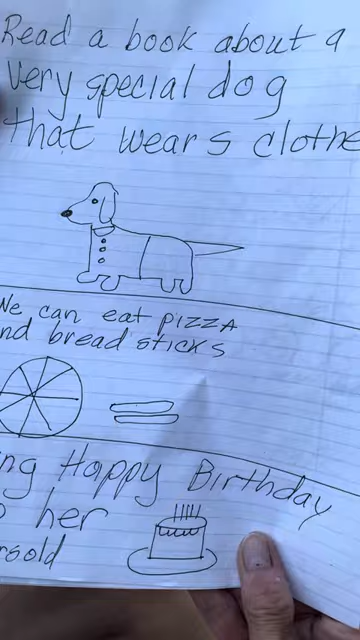 Read a book about a
very special dog
that wears clothe
We can eat pizza
nd bread sticks
ng Happy Birthday
o her
rsold